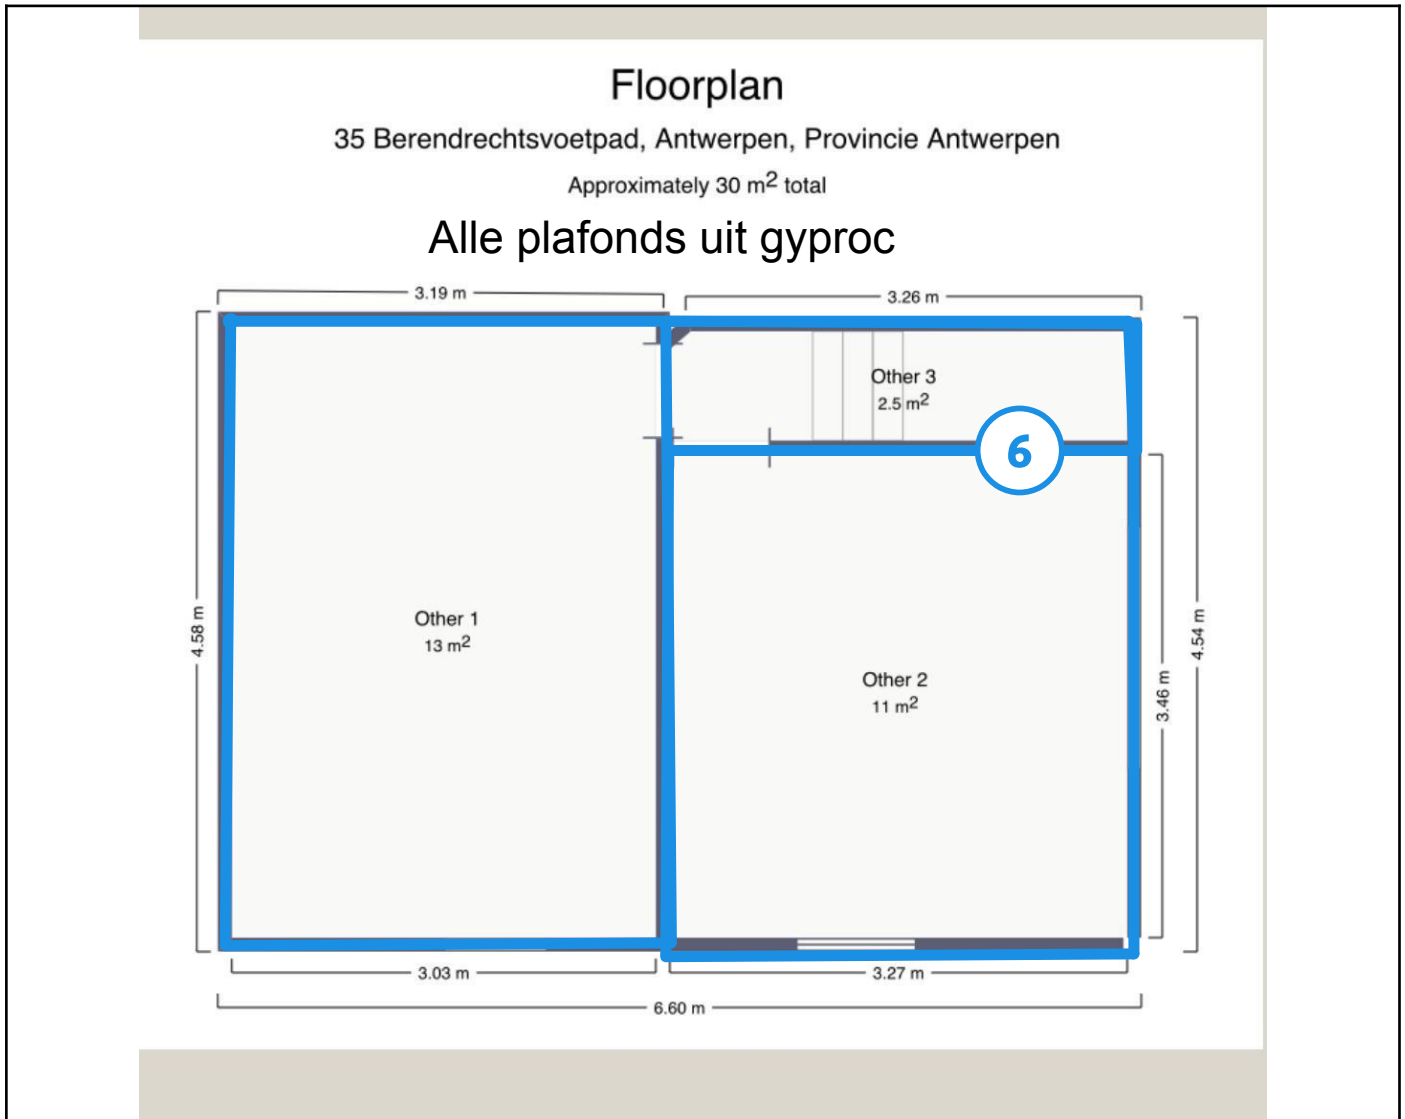 Floorplan
35 Berendrechtsvoetpad, Antwerpen, Provincie Antwerpen
Approximately 30 m² total
Alle plafonds uit gyproc
3.19 m
3.26 m
Other 3
2.5 m²
6
4.58 m
Other 1
13 m²
4.54 m
3.46 m
Other 2
11 m²
3.03 m
3.27 m
6.60 m